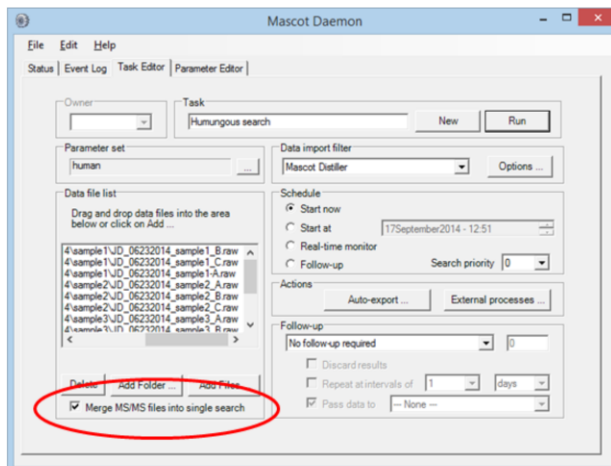 Mascot Daemon
File Edit Help
Status Event Log Task Editor Parameter Editor
Owner
Task
Humungous search
New
Run
Parameter set
human
...
Data import filter
Mascot Distiller
Options ...
Data file list
Drag and drop data files into the area
below or click on Add ...
4\sample1\JD_06232014_sample1_B.raw
4\sample1\JD_06232014_sample1_C.raw
4\sample1\JD_06232014_sample1-A.raw
4\sample2\JD_06232014_sample2_A.raw
4\sample2\JD_06232014_sample2_B.raw
4\sample2\JD_06232014_sample2_C.raw
4\sample3\JD_06232014_sample3_A.raw
4\sample3\JD_06232014_sample3_B.raw
Delete
Add Folder ...
Add Files
Merge MS/MS files into single search
Schedule
Start now
Start at
17September2014 - 12:51
Real-time monitor
Follow-up
Search priority 0
Actions
Auto-export ...
External processes ...
Follow-up
No follow-up required
0
Discard results
Repeat at intervals of 1 days
Pass data to -- None --